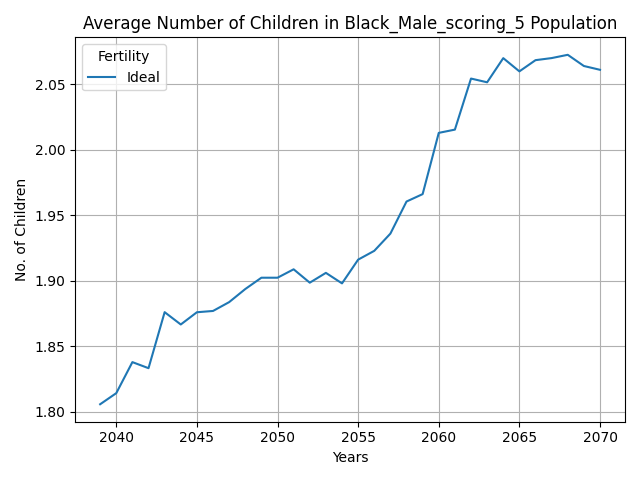 Average Number of Children in Black_Male_scoring_5 Population
Fertility
Ideal
No. of Children
2.05
2.00
1.95
1.90
1.85
1.80
2040 2045 2050 2055 2060 2065 2070
Years